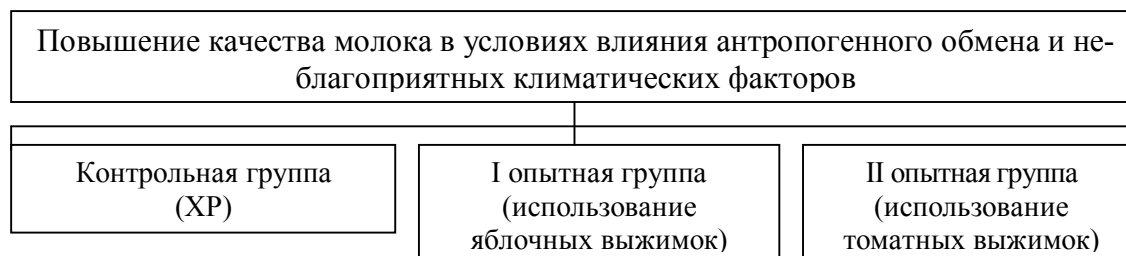 Повышение качества молока в условиях влияния антропогенного обмена и не-
благоприятных климатических факторов
Контрольная группа
(ХР)
I опытная группа
(использование
яблочных выжимок)
II опытная группа
(использование
томатных выжимок)